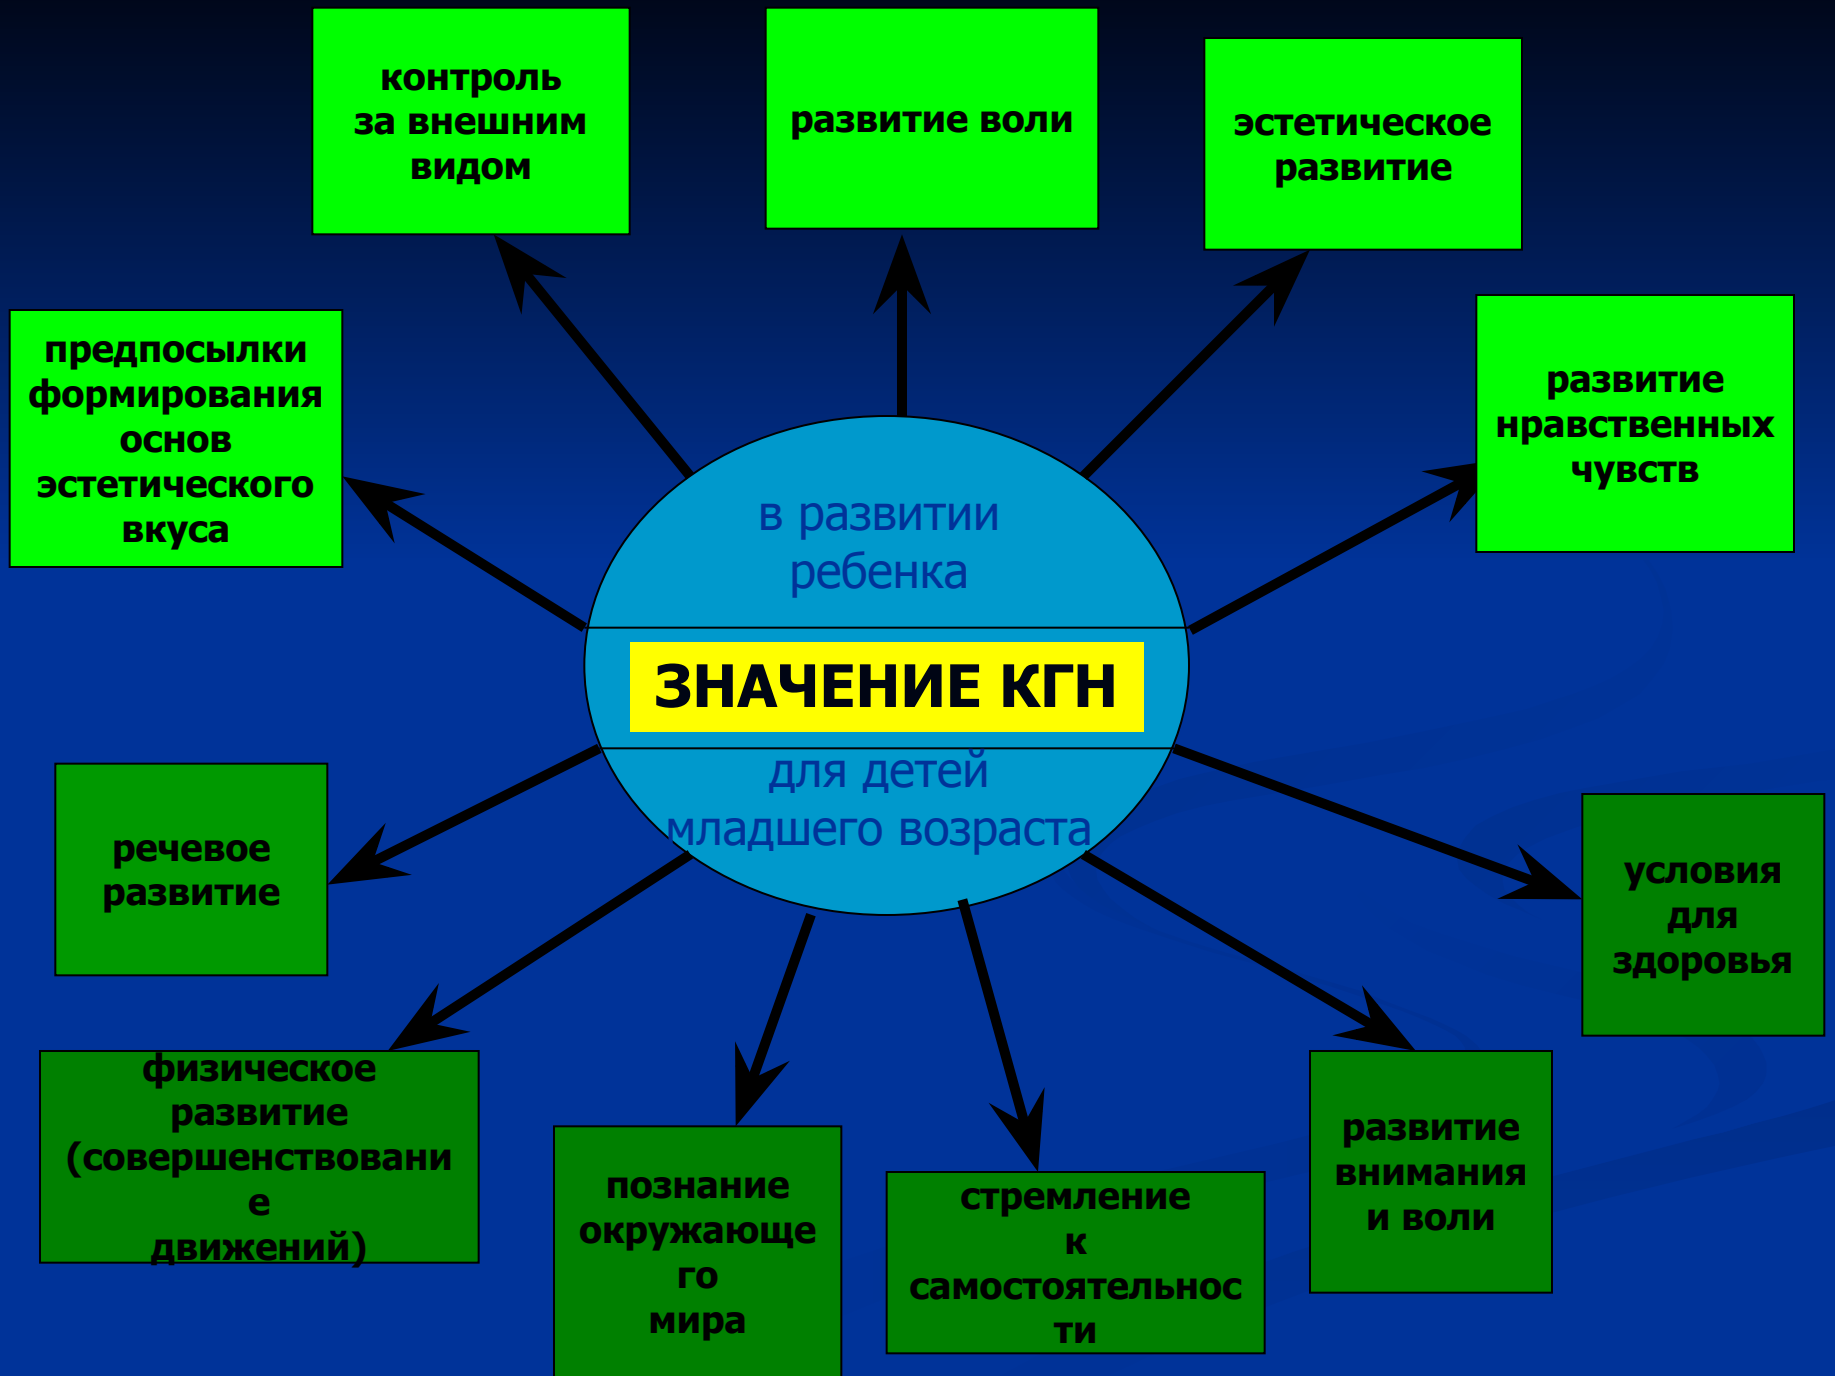 контроль
за внешним
видом
развитие воли
эстетическое
развитие
предпосылки
формирования
основ
эстетического
вкуса
развитие
нравственных
чувств
в развитии
ребенка
ЗНАЧЕНИЕ КГН
для детей
младшего возраста
речевое
развитие
условия
для
здоровья
физическое
развитие
(совершенствовани
е
движений)
познание
окружающе
го
мира
стремление
к
самостоятельнос
ти
развитие
внимания
и воли